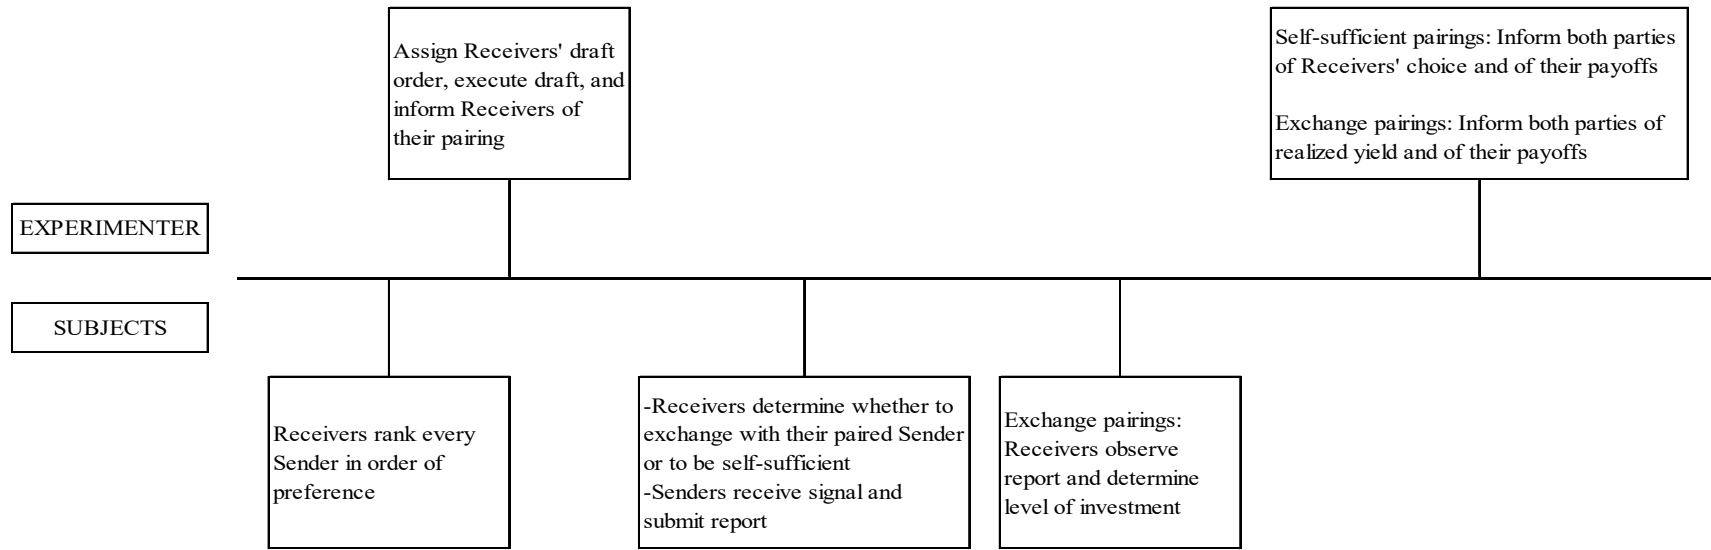 Assign Receivers' draft
order, execute draft, and
inform Receivers of
their pairing
Self-sufficient pairings: Inform both parties
of Receivers' choice and of their payoffs
Exchange pairings: Inform both parties of
realized yield and of their payoffs
EXPERIMENTER
SUBJECTS
Receivers rank every
Sender in order of
preference
-Receivers determine whether to
exchange with their paired Sender
or to be self-sufficient
-Senders receive signal and
submit report
Exchange pairings:
Receivers observe
report and determine
level of investment